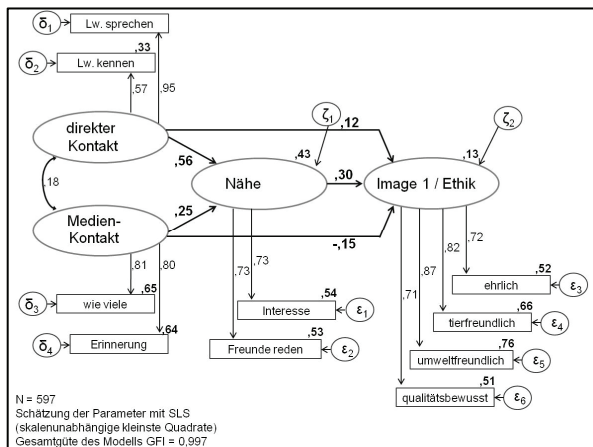 δ1
Lw. sprechen
δ2
,33
Lw. kennen
,57
,95
direkter
Kontakt
,12
ζ1
ζ2
,56
,43
,13
,18
Nähe
,30
Image 1 / Ethik
,25
Medien-
Kontakt
-,15
,81
,80
,73
,73
,71
,87
,82
,72
δ3
,65
wie viele
δ4
,64
Erinnerung
,54
Interesse
ε1
,53
Freunde reden
ε2
,52
ehrlich
ε3
,66
tierfreundlich
ε4
,76
umweltfreundlich
ε5
,51
qualitätsbewusst
ε6
N = 597
Schätzung der Parameter mit SLS
(skalenunabhängige kleinste Quadrate)
Gesamtgüte des Modells GFI = 0,997